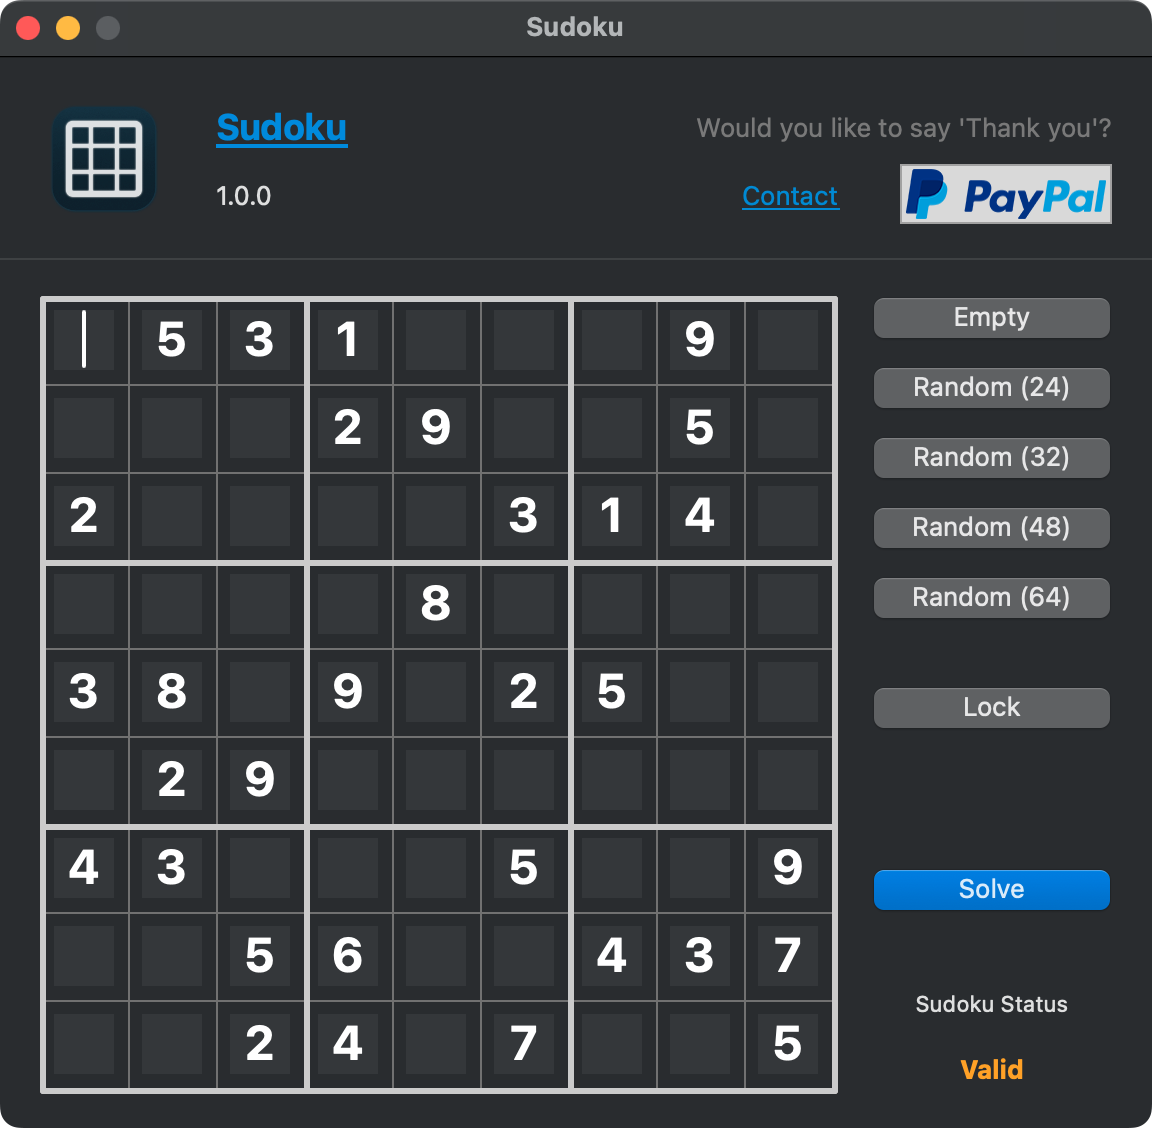 Sudoku
Sudoku
1.0.0
Would you like to say 'Thank you'?
Contact
PayPal
5 3 1 9
2 9 5
2 3 1 4
8
3 8 9 2 5
2 9
4 3 5 9
5 6 4 3 7
2 4 7 5
Empty
Random (24)
Random (32)
Random (48)
Random (64)
Lock
Solve
Sudoku Status
Valid